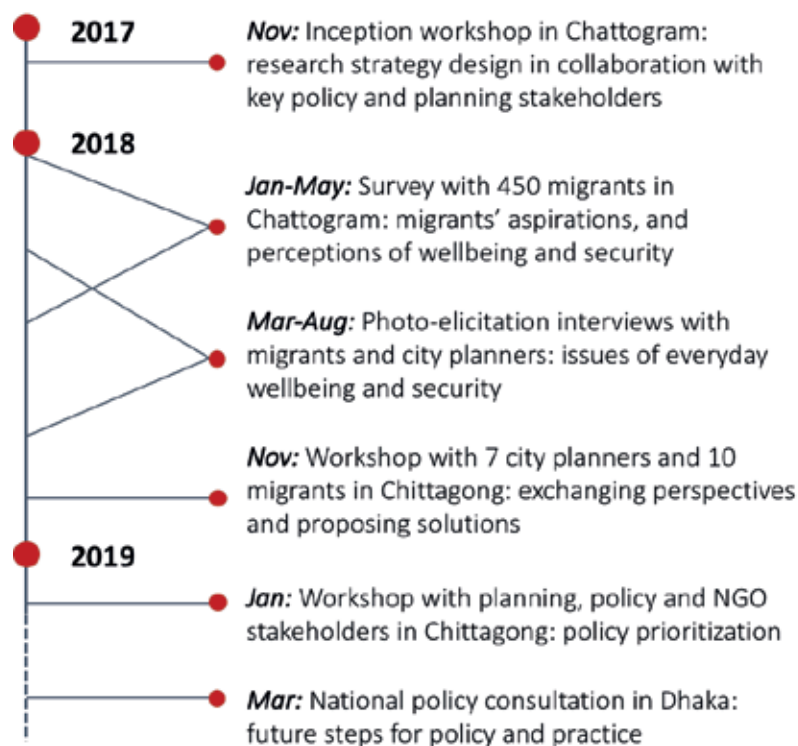 2017
Nov: Inception workshop in Chattogram:
research strategy design in collaboration with
key policy and planning stakeholders
2018
Jan-May: Survey with 450 migrants in
Chattogram: migrants’ aspirations, and
perceptions of wellbeing and security
Mar-Aug: Photo-elicitation interviews with
migrants and city planners: issues of everyday
wellbeing and security
Nov: Workshop with 7 city planners and 10
migrants in Chittagong: exchanging perspectives
and proposing solutions
2019
Jan: Workshop with planning, policy and NGO
stakeholders in Chittagong: policy prioritization
Mar: National policy consultation in Dhaka:
future steps for policy and practice